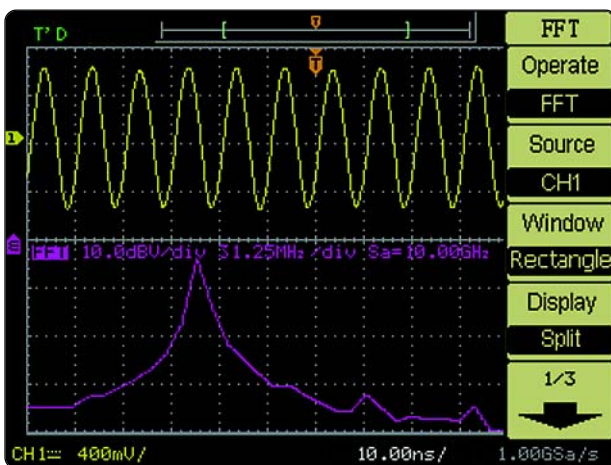 T' D
T
T
FFT
Operate
FFT
Source
CH1
Window
Rectangle
Display
Split
1/3
1
FFT 10.0dBV/div 31.25MHz/div Sa=10.00GHz
CH1 400mV/ 10.00ns/ 1.00GSa/s